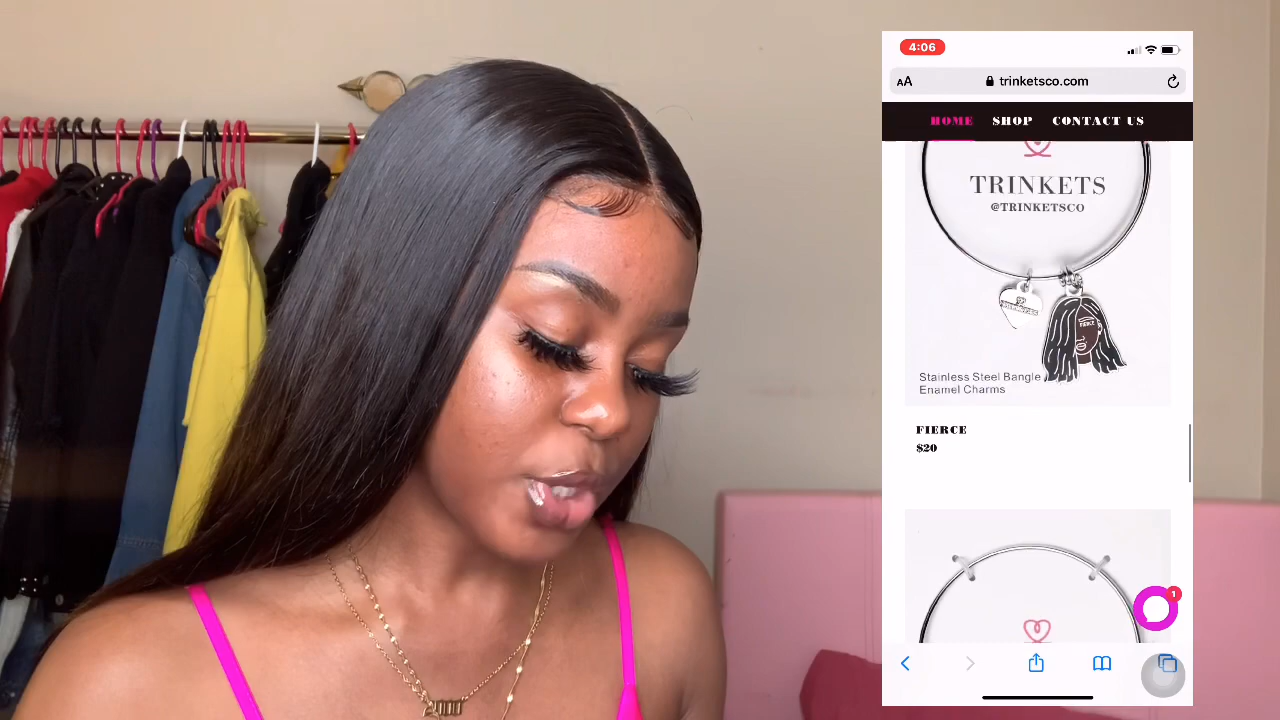 4:06
AA
trinketsco.com
HOME SHOP CONTACT US
TRINKETS
@TRINKETSCO
FIERCE
Stainless Steel Bangle
Enamel Charms
FIERCE
$20
1